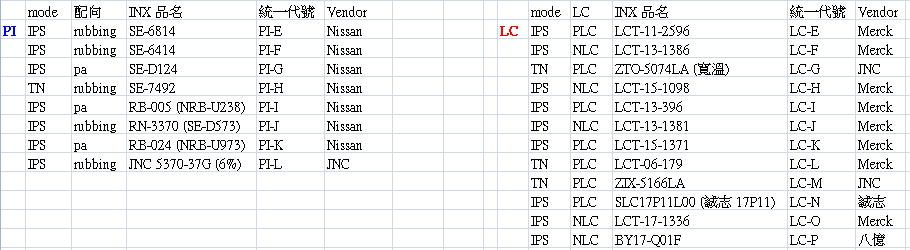 mode 配向 INX 品名 統一代號 Vendor mode LC INX 品名 統一代號 Vendor
PI IPS rubbing SE-6814 PI-E Nissan LC IPS PLC LCT-11-2596 LC-E Merck
IPS rubbing SE-6414 PI-F Nissan IPS NLC LCT-13-1386 LC-F Merck
IPS pa SE-D124 PI-G Nissan TN PLC ZTO-5074LA (寬溫) LC-G JNC
TN rubbing SE-7492 PI-H Nissan IPS NLC LCT-15-1098 LC-H Merck
IPS pa RB-005 (NRB-U238) PI-I Nissan IPS PLC LCT-13-396 LC-I Merck
IPS rubbing RN-3370 (SE-D573) PI-J Nissan IPS NLC LCT-13-1381 LC-J Merck
IPS pa RB-024 (NRB-U973) PI-K Nissan IPS PLC LCT-15-1371 LC-K Merck
IPS rubbing JNC 5370-37G (6%) PI-L JNC TN PLC LCT-06-179 LC-L Merck
TN PLC ZIX-5166LA LC-M JNC
IPS PLC SLC17P11L00 (誠志 17P11) LC-N 誠志
IPS NLC LCT-17-1336 LC-O Merck
IPS NLC BY17-Q01F LC-P 八億